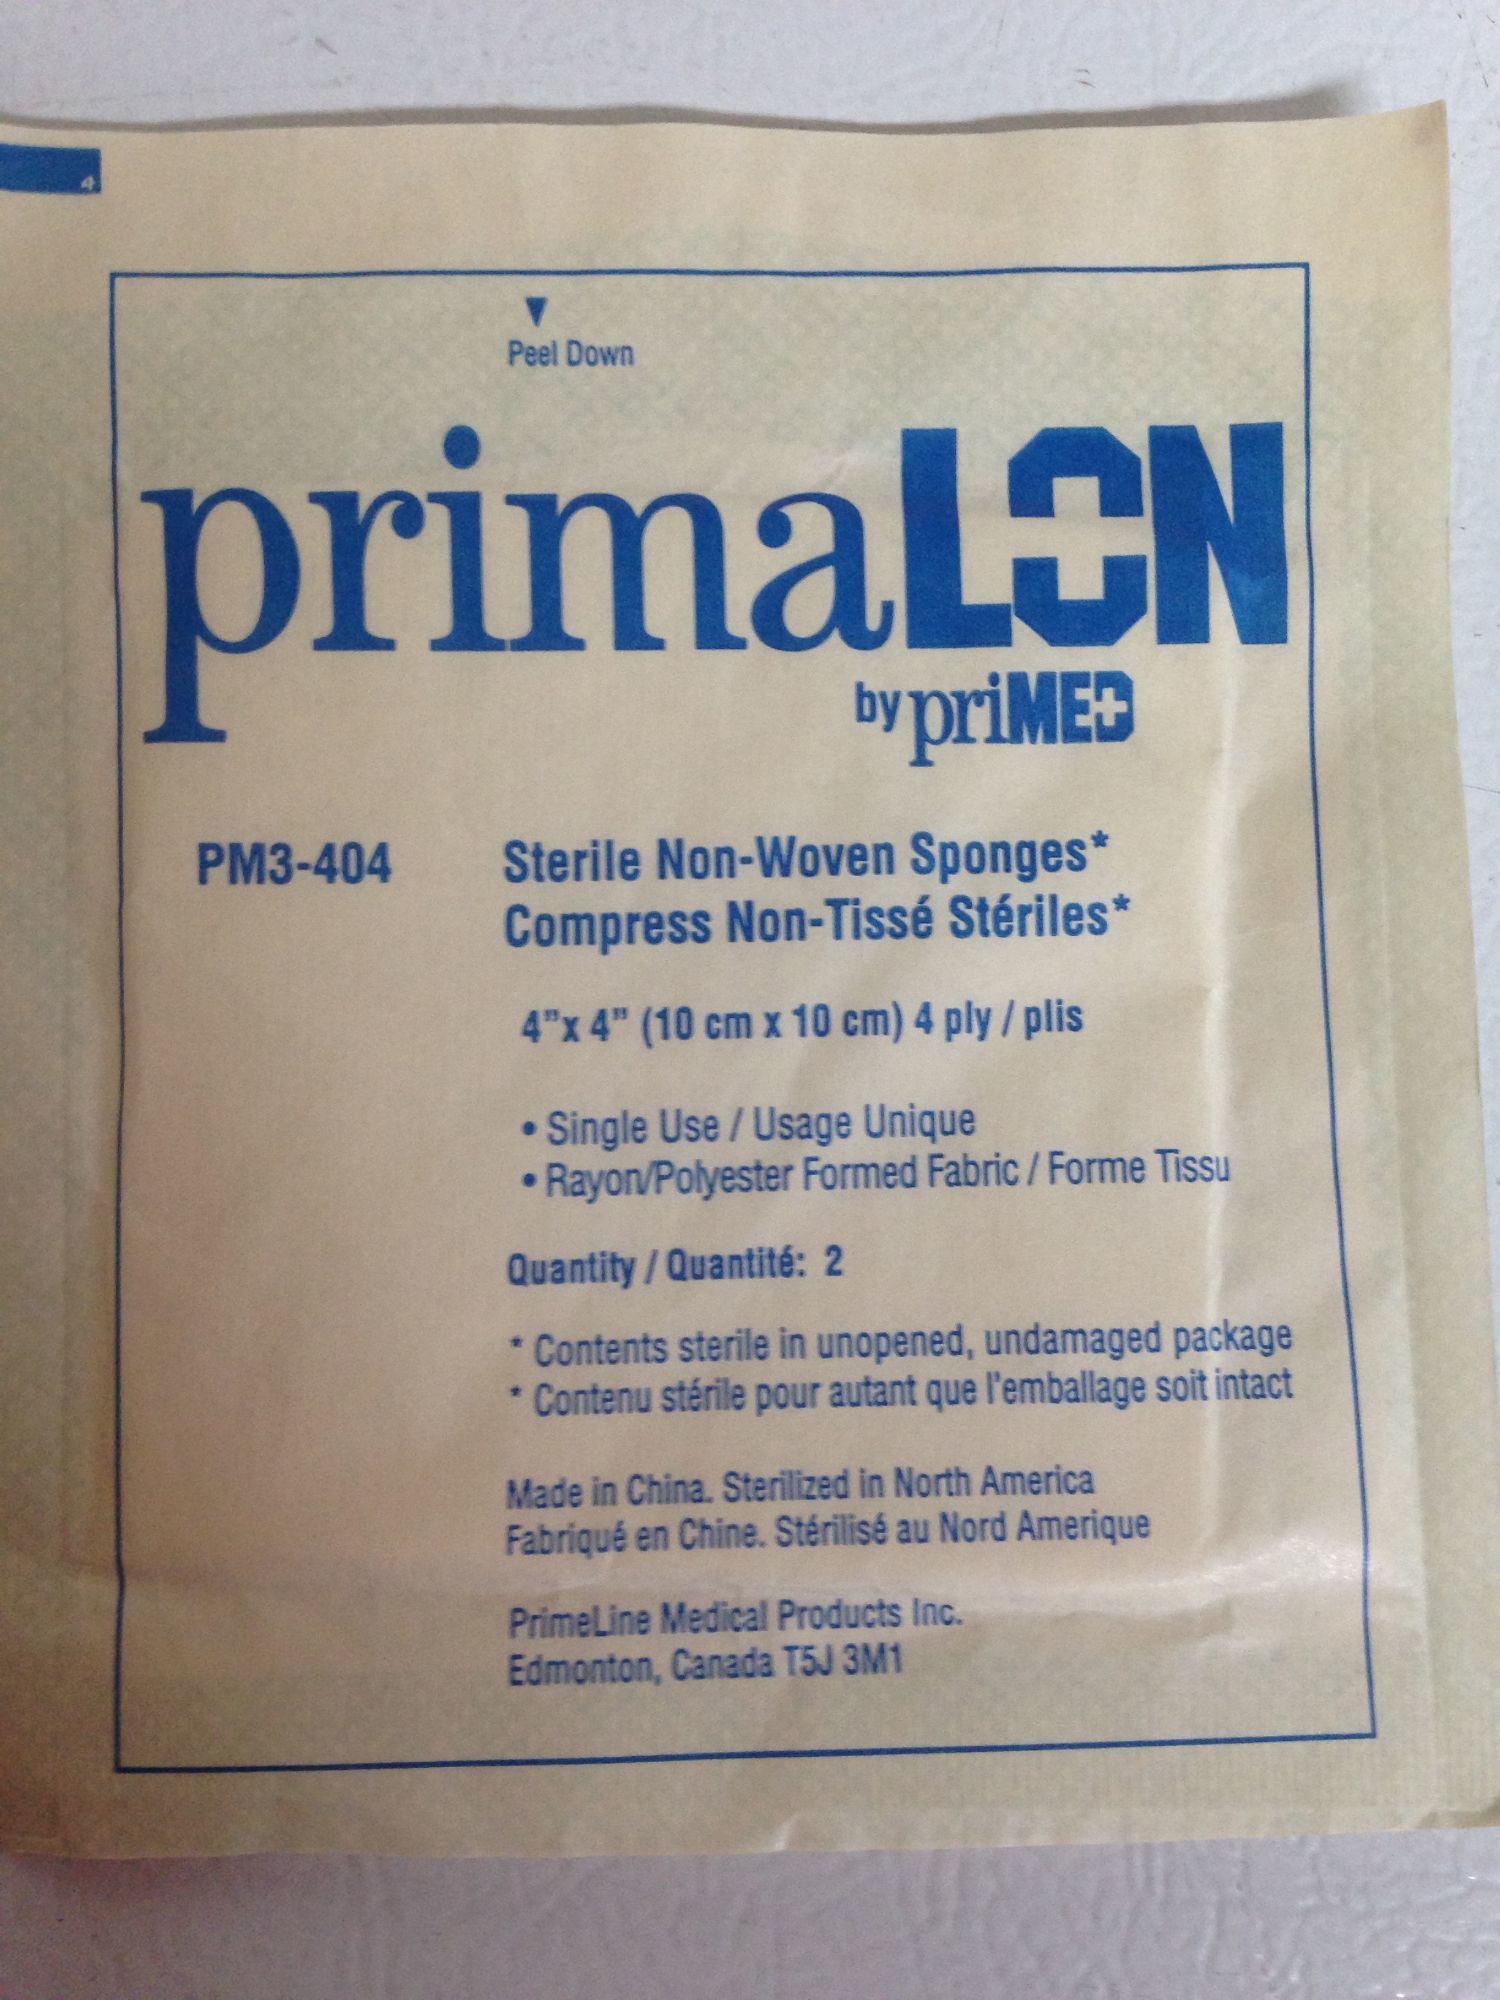 4
Peel Down
primaLON
by priMED
PM3-404
Sterile Non-Woven Sponges*
Compress Non-Tissé Stériles*
4”x 4” (10 cm x 10 cm) 4 ply / plis
• Single Use / Usage Unique
• Rayon/Polyester Formed Fabric / Forme Tissu
Quantity / Quantité: 2
* Contents sterile in unopened, undamaged package
* Contenu stérile pour autant que l'emballage soit intact
Made in China. Sterilized in North America
Fabriqué en Chine. Stérilisé au Nord Amerique
PrimeLine Medical Products Inc.
Edmonton, Canada T5J 3M1